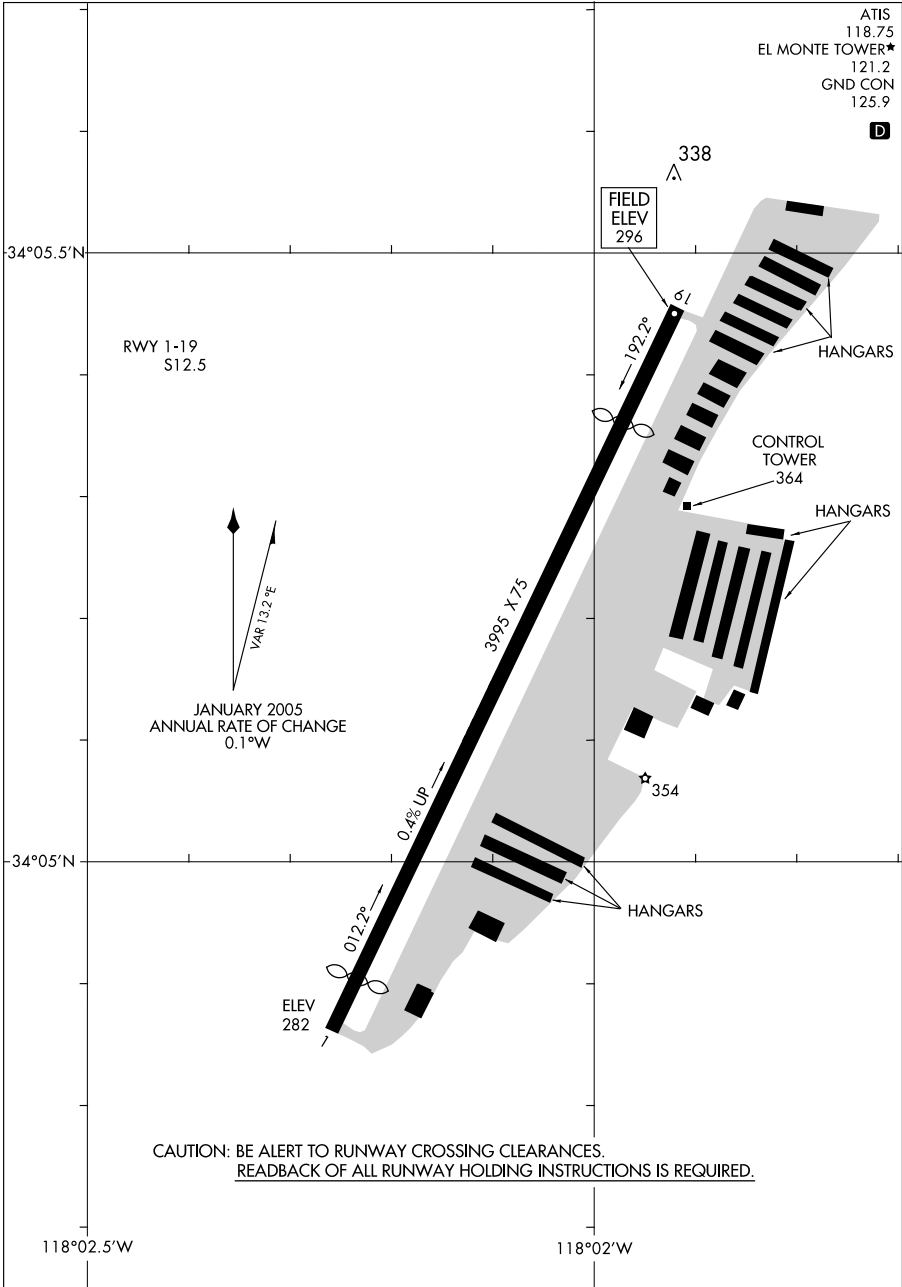 ATIS
118.75
EL MONTE TOWER★
121.2
GND CON
125.9
D
338
FIELD
ELEV
296
34°05.5'N
19
192.2°
RWY 1-19
S12.5
HANGARS
CONTROL
TOWER
364
HANGARS
VAR 13.2 °E
3995 X 75
JANUARY 2005
ANNUAL RATE OF CHANGE
0.1°W
354
0.4% UP
34°05'N
012.2°
HANGARS
ELEV
282
1
CAUTION: BE ALERT TO RUNWAY CROSSING CLEARANCES.
READBACK OF ALL RUNWAY HOLDING INSTRUCTIONS IS REQUIRED.
118°02.5'W
118°02'W